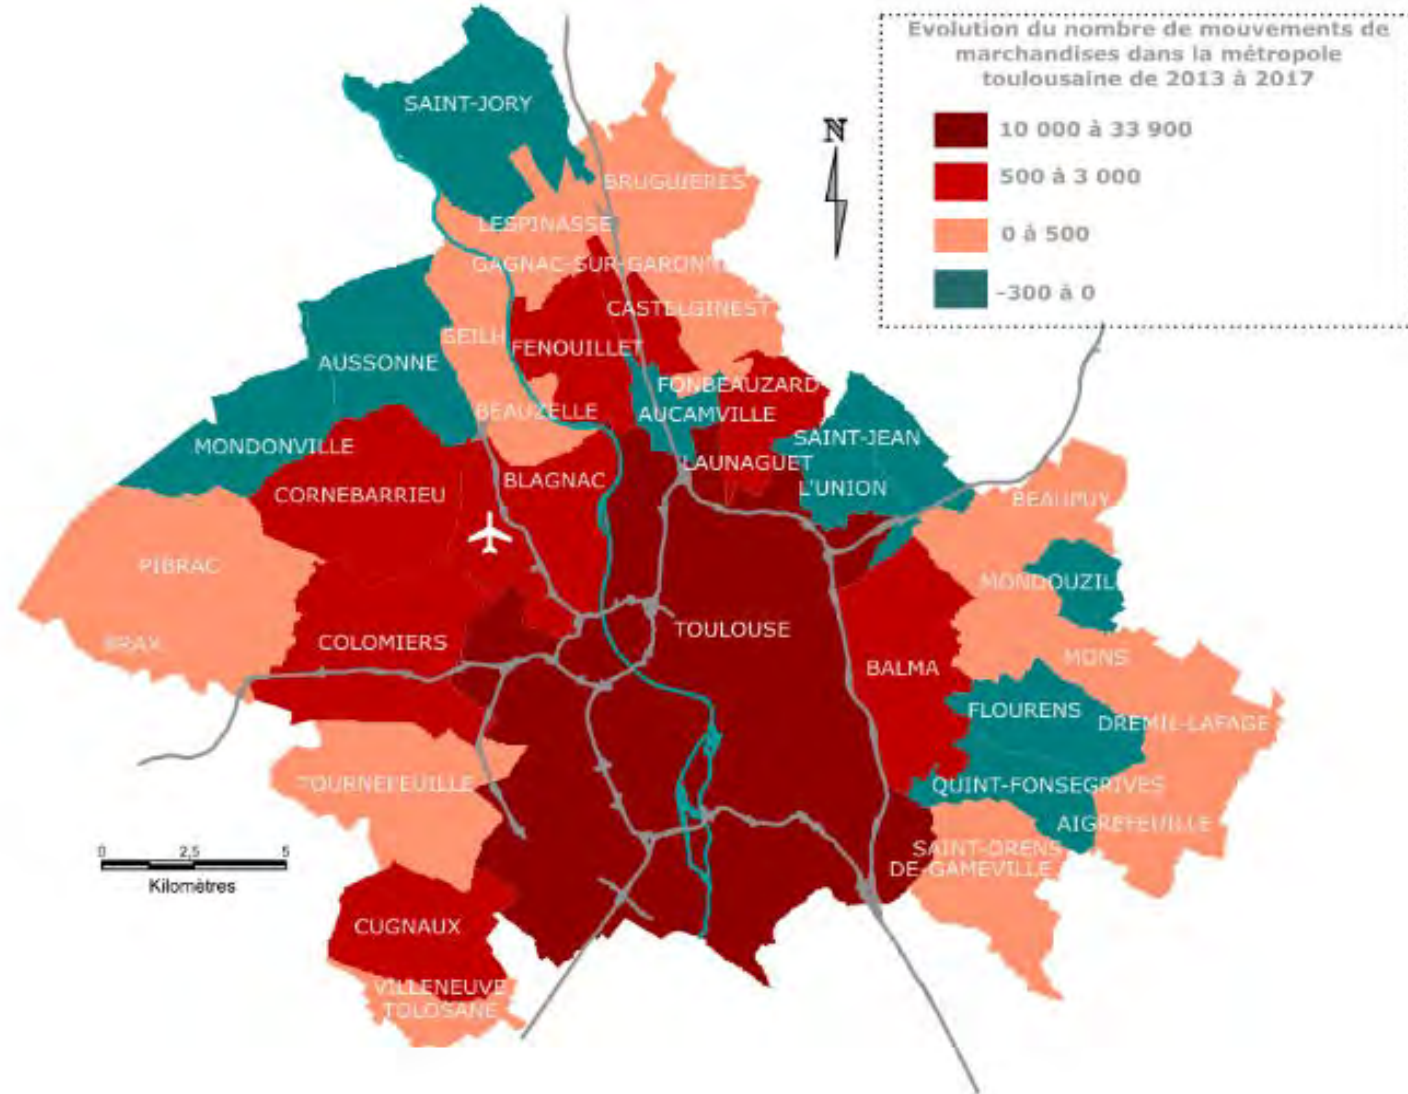 Evolution du nombre de mouvements de
marchandises dans la métropole
toulousaine de 2013 à 2017
N
10 000 à 33 900
500 à 3 000
0 à 500
-300 à 0
SAINT-JORY
BRUGUIERES
LESPINASSE
GAGNAC-SUR-GARONN
CASTELGINEST
SEILH
FENOUILLET
AUSSONNE
FONBEAUZARD
BEAUZELLE
AUCAMVILLE
SAINT-JEAN
MONDONVILLE
LAUNAGUET
BLAGNAC
L'UNION
CORNEBARRIEU
BEAUPUY
PIBRAC
MONDOUZIL
TOULOUSE
BRAX
COLOMIERS
MONS
BALMA
FLOURENS
DREMIL-LAFAGE
TOURNEFEUILLE
QUINT-FONSEGRIVES
AIGREFEUILLE
SAINT-ORENS
DE-GAMEVILLE
0 2,5 5
Kilomètres
CUGNAUX
VILLENEUVE
TOLOSANE